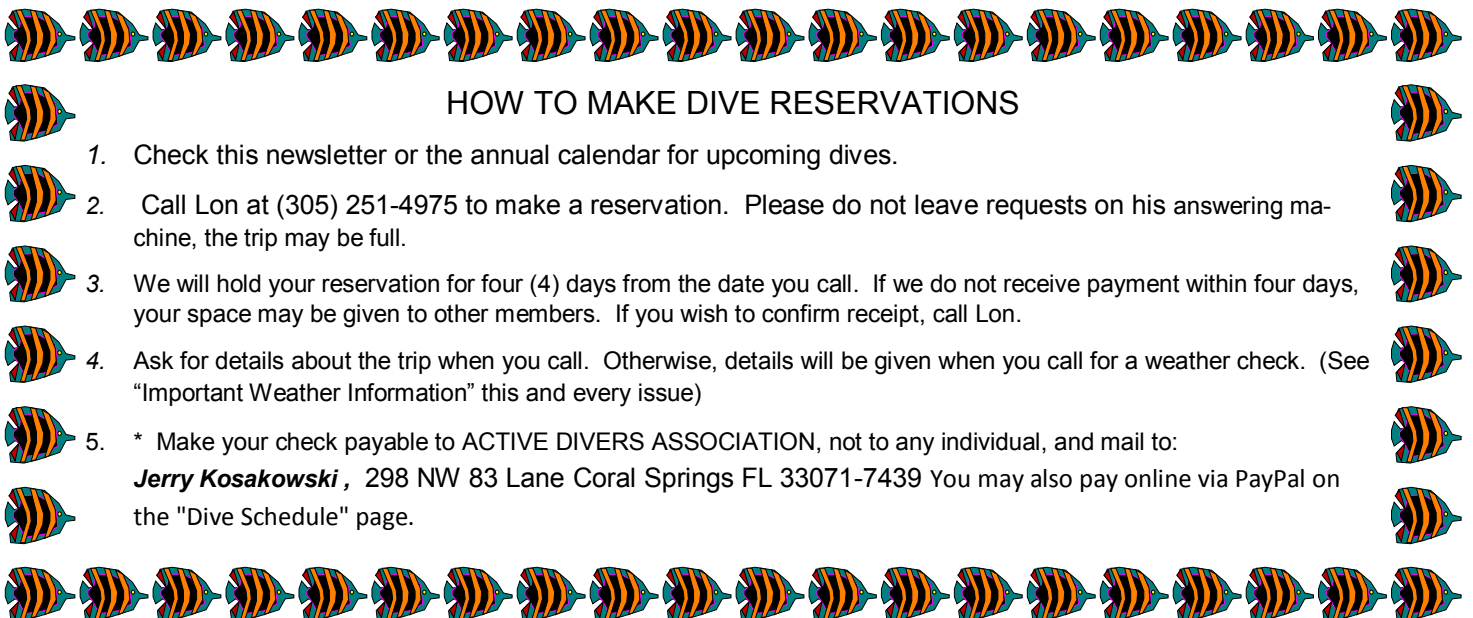 HOW TO MAKE DIVE RESERVATIONS
1. Check this newsletter or the annual calendar for upcoming dives.
2. Call Lon at (305) 251-4975 to make a reservation. Please do not leave requests on his answering ma-
chine, the trip may be full.
3. We will hold your reservation for four (4) days from the date you call. If we do not receive payment within four days,
your space may be given to other members. If you wish to confirm receipt, call Lon.
4. Ask for details about the trip when you call. Otherwise, details will be given when you call for a weather check. (See
“Important Weather Information” this and every issue)
5. * Make your check payable to ACTIVE DIVERS ASSOCIATION, not to any individual, and mail to:
Jerry Kosakowski , 298 NW 83 Lane Coral Springs FL 33071-7439 You may also pay online via PayPal on
the "Dive Schedule" page.